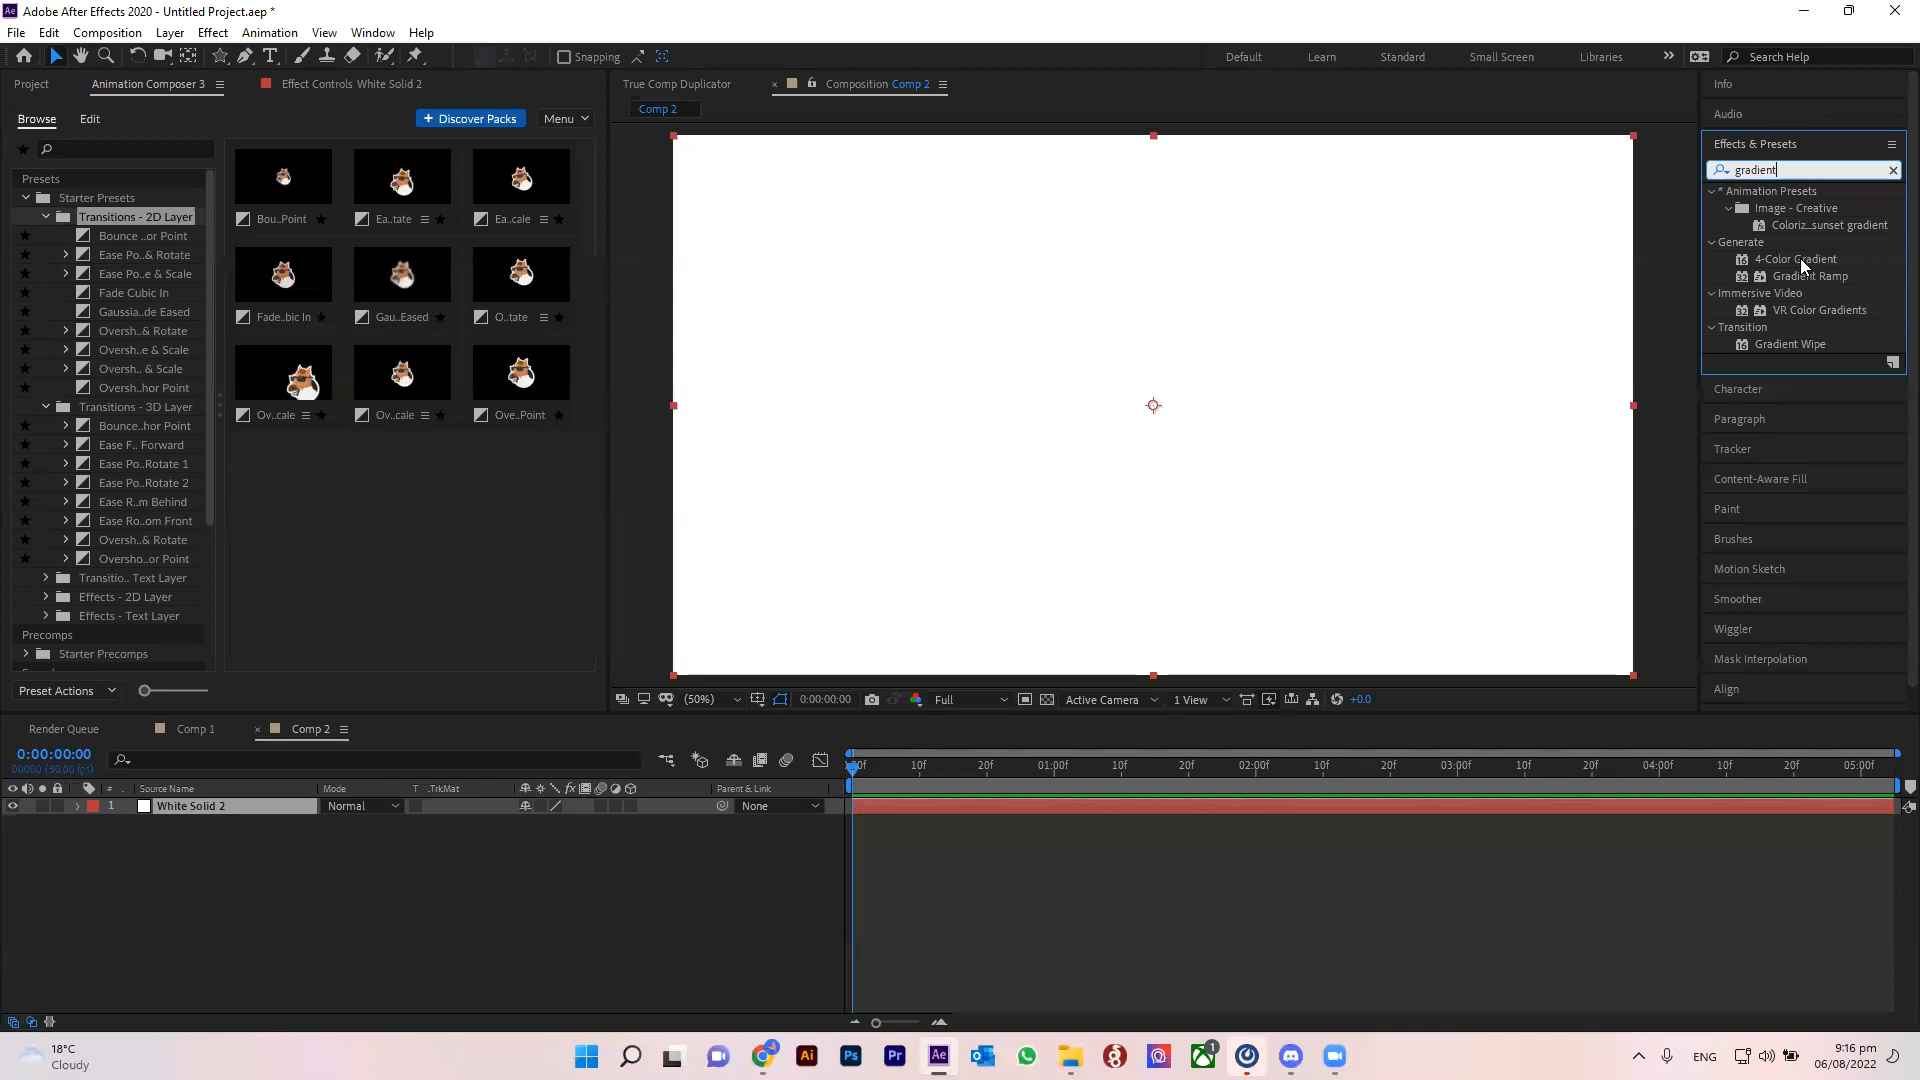 Ae Adobe After Effects 2020 - Untitled Project.aep *
File Edit Composition Layer Effect Animation View Window Help
Snapping
Default Learn Standard Small Screen Libraries Search Help
Project Animation Composer 3 Effect Controls White Solid 2
True Comp Duplicator Composition Comp 2
Info
Browse Edit + Discover Packs Menu
Comp 2
Audio
Effects & Presets
gradient
* Animation Presets
Image - Creative
Coloriz...sunset gradient
Generate
16 4-Color Gradient
32 Gradient Ramp
Immersive Video
32 VR Color Gradients
Transition
16 Gradient Wipe
Character
Paragraph
Tracker
Content-Aware Fill
Paint
Brushes
Motion Sketch
Smoother
Wiggler
Mask Interpolation
Align
Presets
Starter Presets
Transitions - 2D Layer
Bounce ..or Point
Ease Po..& Rotate
Ease Po..e & Scale
Fade Cubic In
Gaussia..de Eased
Oversh..& Rotate
Oversh..e & Scale
Oversh.. & Scale
Oversh..hor Point
Transitions - 3D Layer
Bounce..hor Point
Ease F.. Forward
Ease Po..Rotate 1
Ease Po..Rotate 2
Ease R..m Behind
Ease Ro..om Front
Oversh..& Rotate
Oversho..or Point
Transitio.. Text Layer
Effects - 2D Layer
Effects - Text Layer
Precomps
Starter Precomps
Bou..Point Ea..tate Ea..cale
Fade..bic In Gau..Eased O..tate
Ov..cale Ov..cale Ove..Point
Preset Actions
(50%) 0:00:00:00 Full Active Camera 1 View +0.0
Render Queue Comp 1 Comp 2
0:00:00:00
00000 (30.00 fps)
10f 20f 01:00f 10f 20f 02:00f 10f 20f 03:00f 10f 20f 04:00f 10f 20f 05:00f
# Source Name Mode T .TrkMat Parent & Link
1 White Solid 2 Normal None
18°C
Cloudy
Ai Ps Pr Ae
1
ENG
9:16 pm
06/08/2022